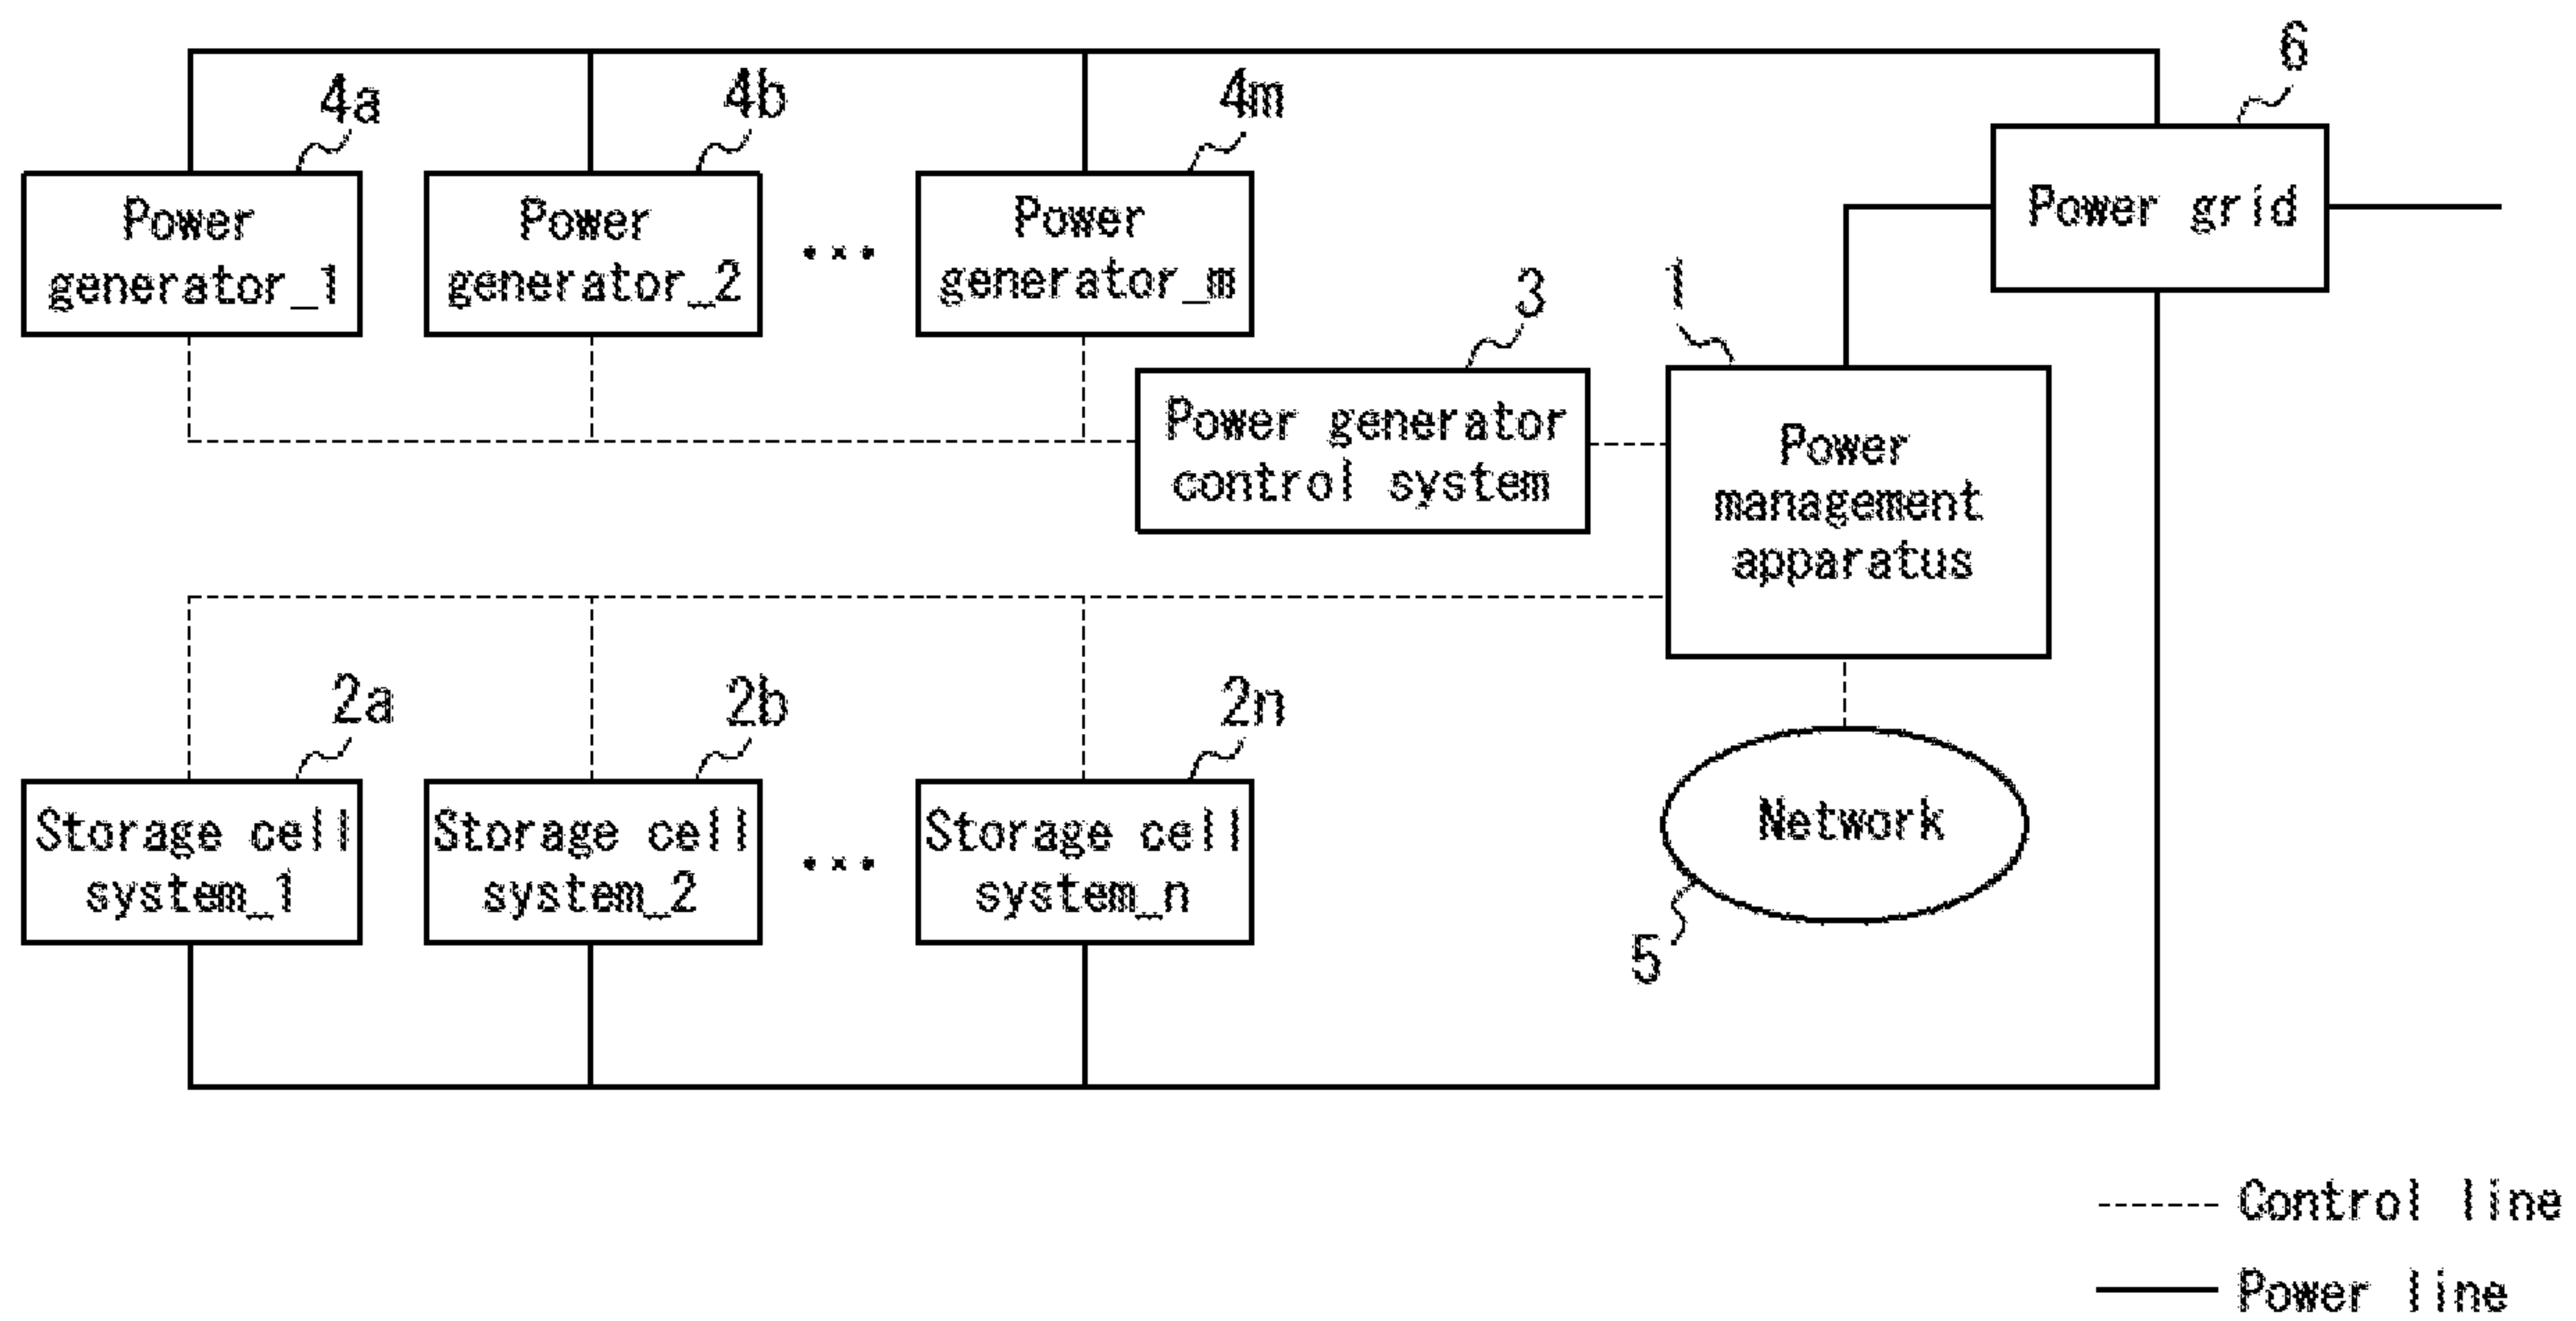 6
4a
4b
4m
Power
generator_1
Power
generator_2
...
Power
generator_m
Power grid
3
1
Power generator
control system
Power
management
apparatus
2a
2b
2n
Storage cell
system_1
Storage cell
system_2
...
Storage cell
system_n
Network
5
Control line
Power line